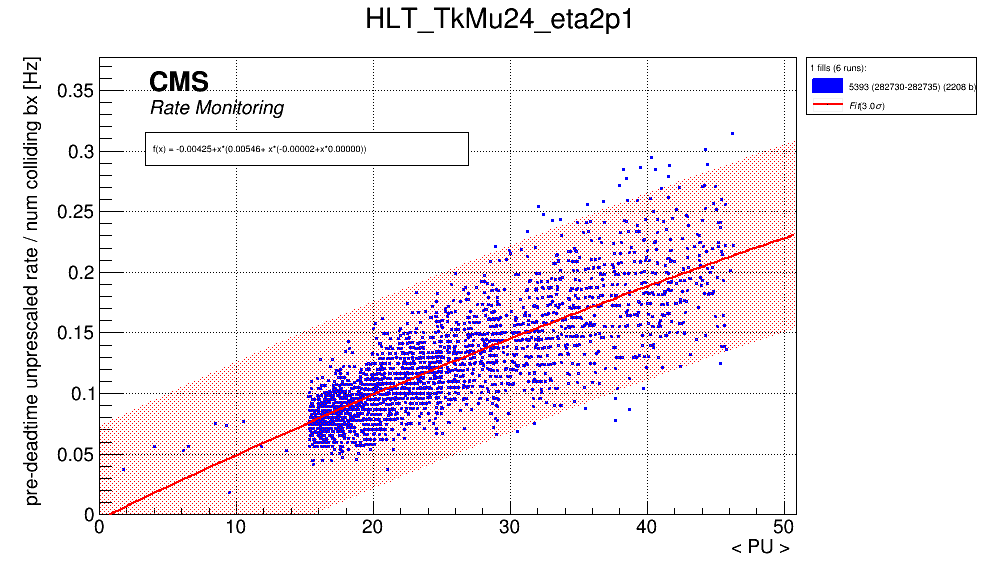 HLT_TkMu24_eta2p1
pre-deadtime unprescaled rate / num colliding bx [Hz]
CMS
Rate Monitoring
f(x) = -0.00425+x*(0.00546+ x*(-0.00002+x*0.00000))
0.35
0.3
0.25
0.2
0.15
0.1
0.05
0
0 10 20 30 40 50
< PU >
1 fills (6 runs):
5393 (282730-282735) (2208 b)
Fit(3.0σ)